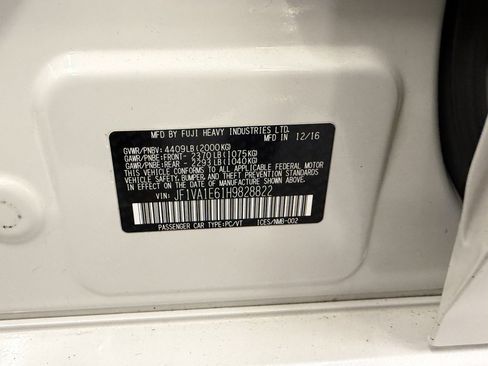 MFD BY FUJI HEAVY INDUSTRIES LTD.
MFD IN 12/16
GVWR/PNBV: 4409LB(2000KG)
GAWR/PNBE:FRONT- 2370LB(1075KG)
GAWR/PNBE:REAR - 2293LB(1040KG)
THIS VEHICLE CONFORMS TO ALL APPLICABLE FEDERAL MOTOR
VEHICLE SAFETY, BUMPER, AND THEFT PREVENTION STANDARDS
IN EFFECT ON THE DATE OF MANUFACTURE SHOWN ABOVE.
VIN: JF1VA1E61H9828822
PASSENGER CAR TYPE:PC/VT ICES/NMB-002